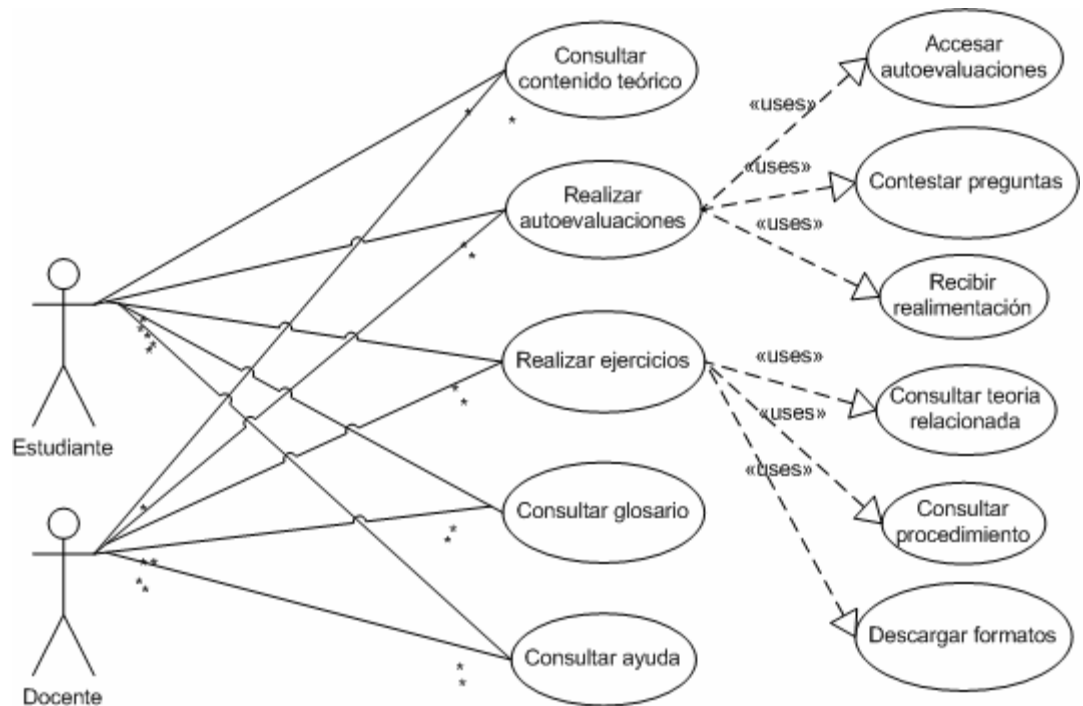 Consultar
contenido teórico
Accesar
autoevaluaciones
«uses»
* *
Realizar
autoevaluaciones
«uses»
Contestar preguntas
«uses»
*
*
Recibir
realimentación
*
*
*
*
*
Estudiante
Realizar ejercicios
«uses»
*
*
Consultar teoria
relacionada
«uses»
«uses»
*
Consultar glosario
*
*
Consultar
procedimiento
* *
* *
Consultar ayuda
*
*
Descargar formatos
Docente